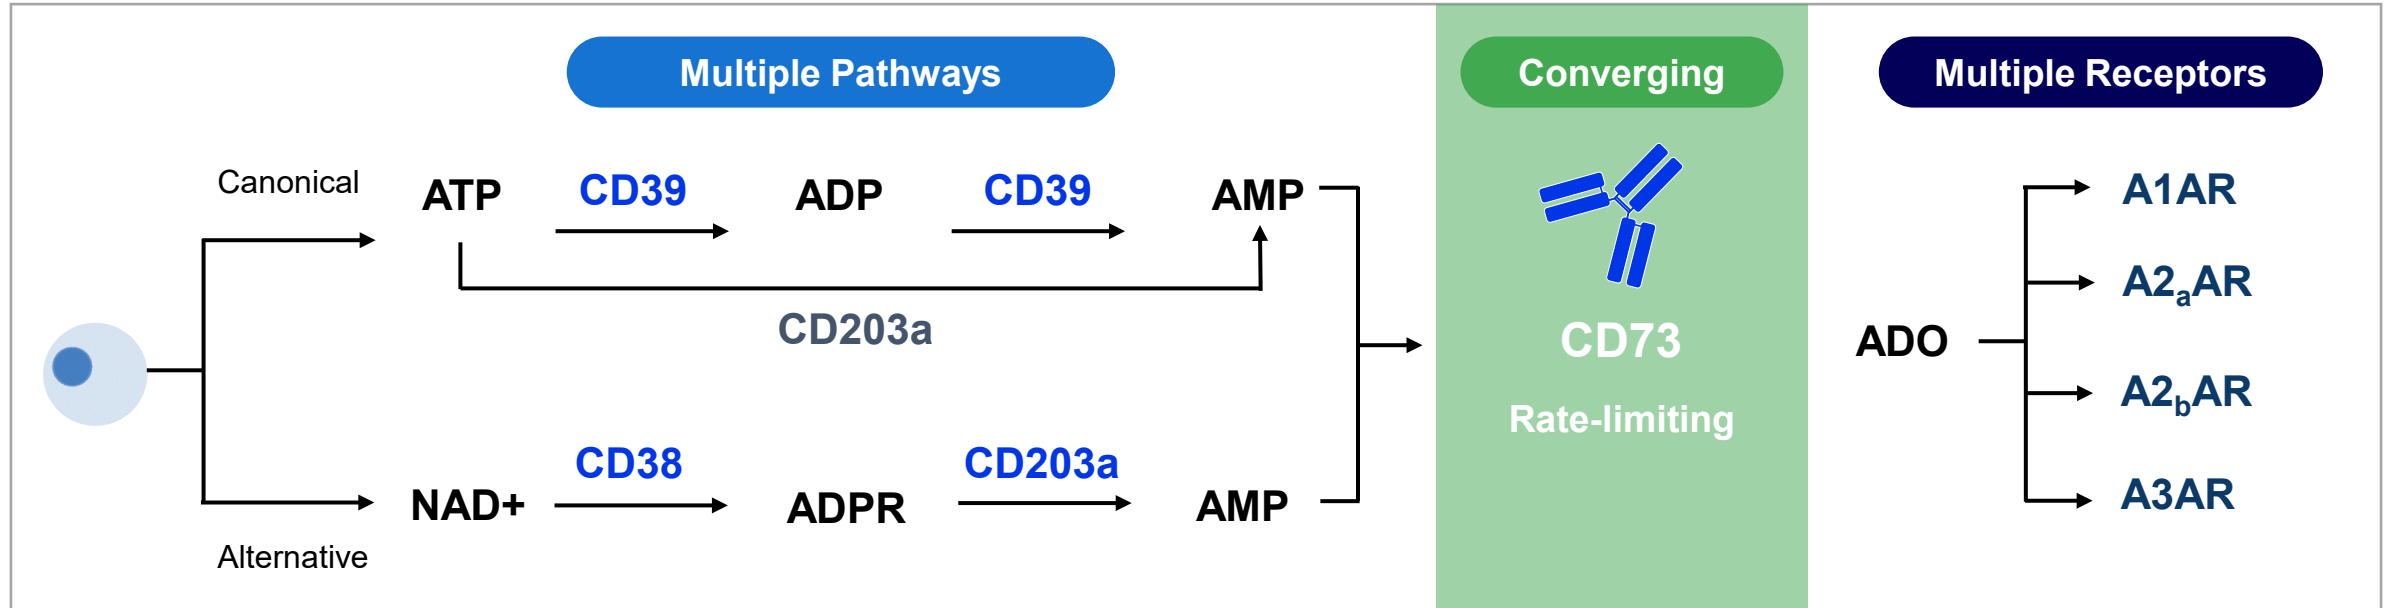 Multiple Pathways
Converging
Multiple Receptors
Canonical
ATP CD39 ADP CD39 AMP
CD203a
Alternative
NAD+ CD38 ADPR CD203a AMP
CD73
Rate-limiting
ADO
A1AR
A2aAR
A2bAR
A3AR